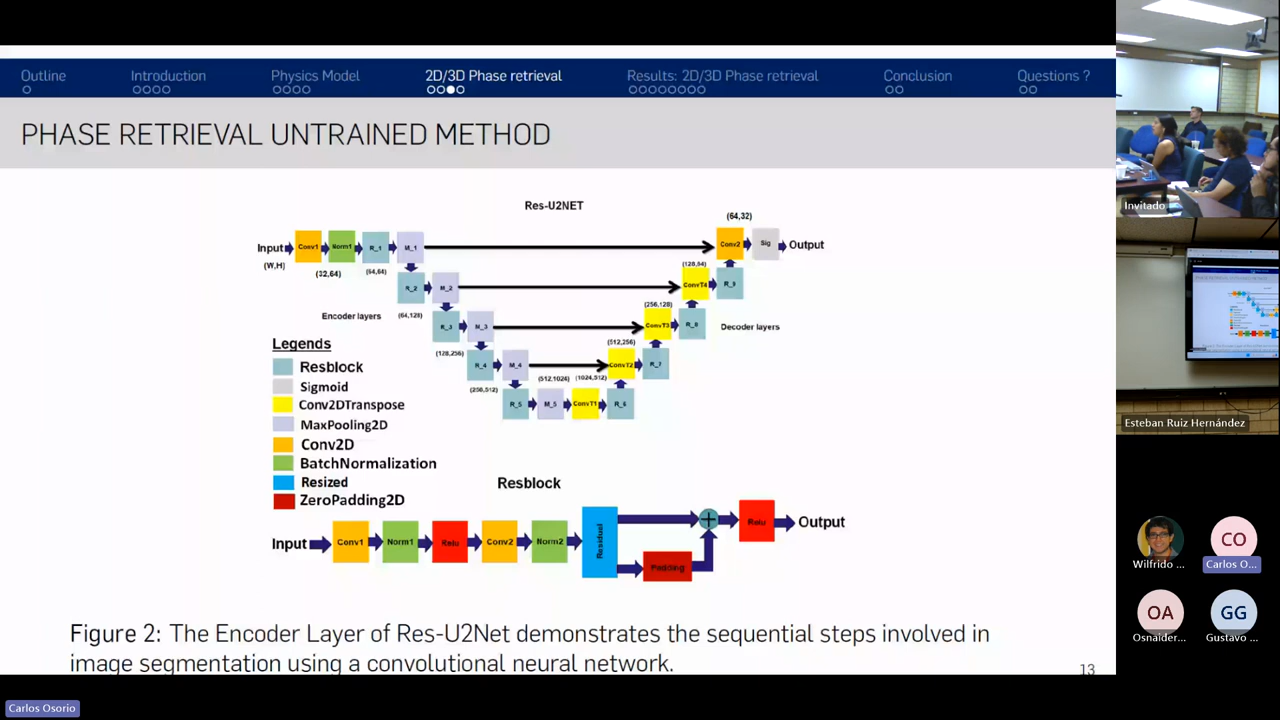 Outline Introduction Physics Model 2D/3D Phase retrieval Results: 2D/3D Phase retrieval Conclusion Questions ?
PHASE RETRIEVAL UNTRAINED METHOD
Res-U2NET
(64,32)
Input Conv1 Norm1 R_1 M_1 Conv2 Sig Output
(W,H) (32,64) (64,64) (128,64)
R_2 M_2 ConvT4 R_9
Encoder layers (64,128) (256,128)
R_3 M_3 ConvT3 R_8 Decoder layers
(128,256) (512,256)
R_4 M_4 ConvT2 R_7
(256,512) (512,1024) (1024,512)
R_5 M_5 ConvT1 R_6
Legends
Resblock
Sigmoid
Conv2DTranspose
MaxPooling2D
Conv2D
BatchNormalization
Resized
ZeroPadding2D
Resblock
Input Conv1 Norm1 Relu Conv2 Norm2 Residual Padding Relu Output
Figure 2: The Encoder Layer of Res-U2Net demonstrates the sequential steps involved in
image segmentation using a convolutional neural network.
13
Carlos Osorio
Invitado
Esteban Ruiz Hernández
CO
Wilfrido ... Carlos O...
OA GG
Osnaider... Gustavo ...